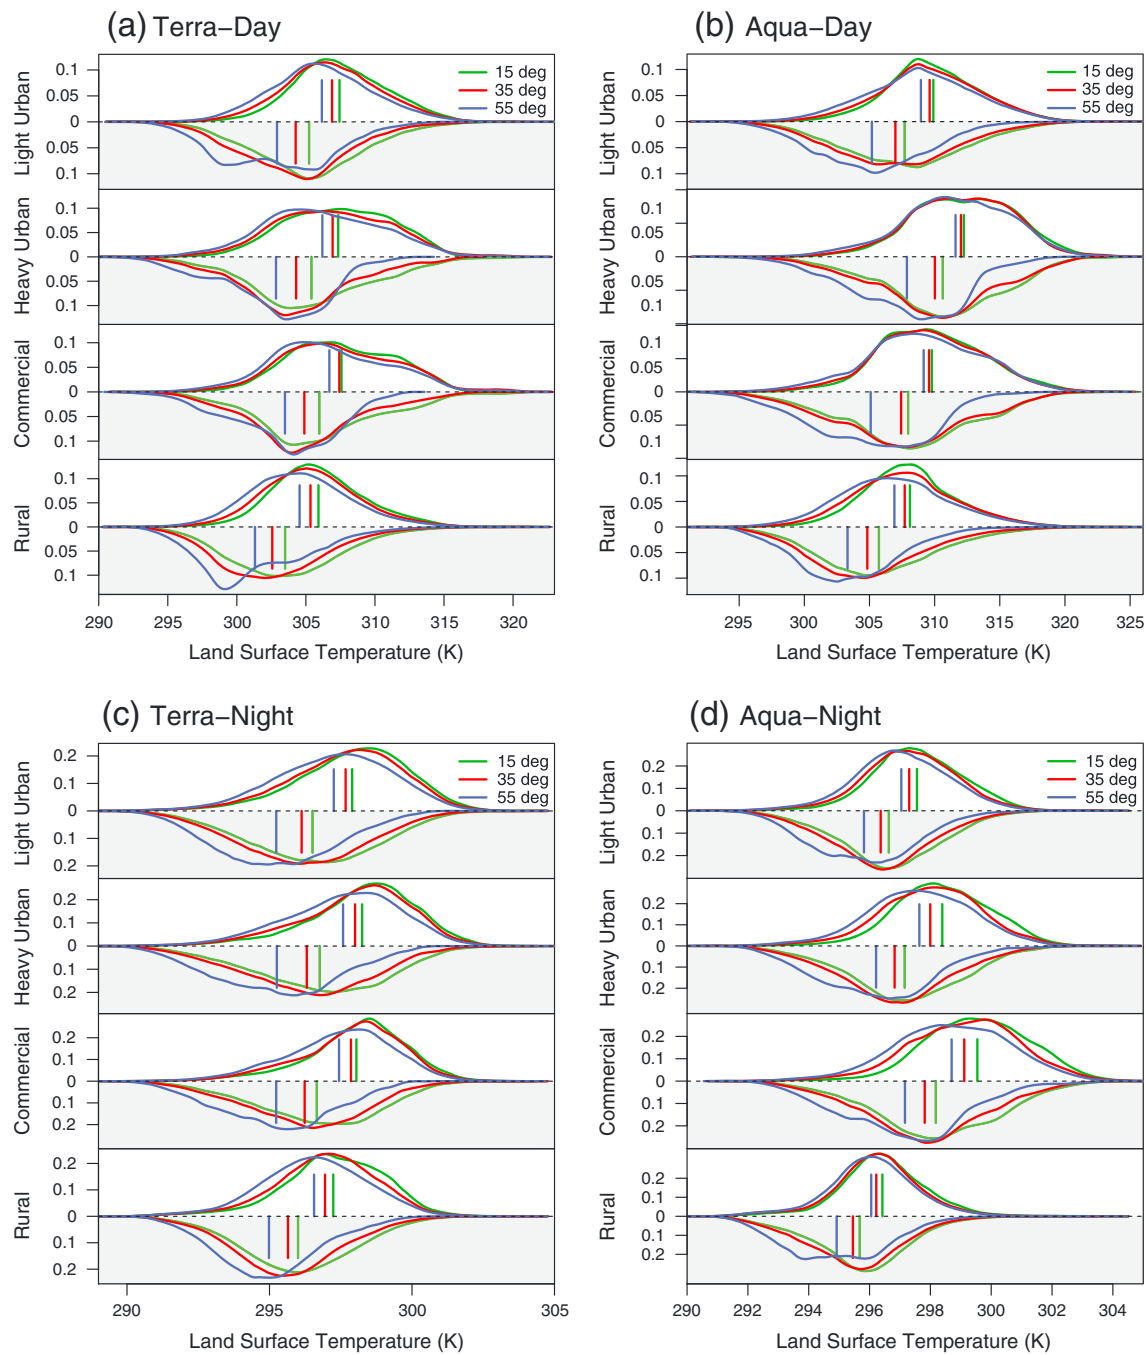 (a) Terra−Day
Light Urban
0.1
0.05
0
0.05
0.1
15 deg
35 deg
55 deg
Heavy Urban
0.1
0.05
0
0.05
0.1
Commercial
0.1
0.05
0
0.05
0.1
Rural
0.1
0.05
0
0.05
0.1
290 295 300 305 310 315 320
Land Surface Temperature (K)
(b) Aqua−Day
Light Urban
0.1
0.05
0
0.05
0.1
15 deg
35 deg
55 deg
Heavy Urban
0.1
0.05
0
0.05
0.1
Commercial
0.1
0.05
0
0.05
0.1
Rural
0.1
0.05
0
0.05
0.1
295 300 305 310 315 320 325
Land Surface Temperature (K)
(c) Terra−Night
Light Urban
0.2
0.1
0
0.1
0.2
15 deg
35 deg
55 deg
Heavy Urban
0.2
0.1
0
0.1
0.2
Commercial
0.2
0.1
0
0.1
0.2
Rural
0.2
0.1
0
0.1
0.2
290 295 300 305
Land Surface Temperature (K)
(d) Aqua−Night
Light Urban
0.2
0.1
0
0.1
0.2
15 deg
35 deg
55 deg
Heavy Urban
0.2
0.1
0
0.1
0.2
Commercial
0.2
0.1
0
0.1
0.2
Rural
0.2
0.1
0
0.1
0.2
290 292 294 296 298 300 302 304
Land Surface Temperature (K)